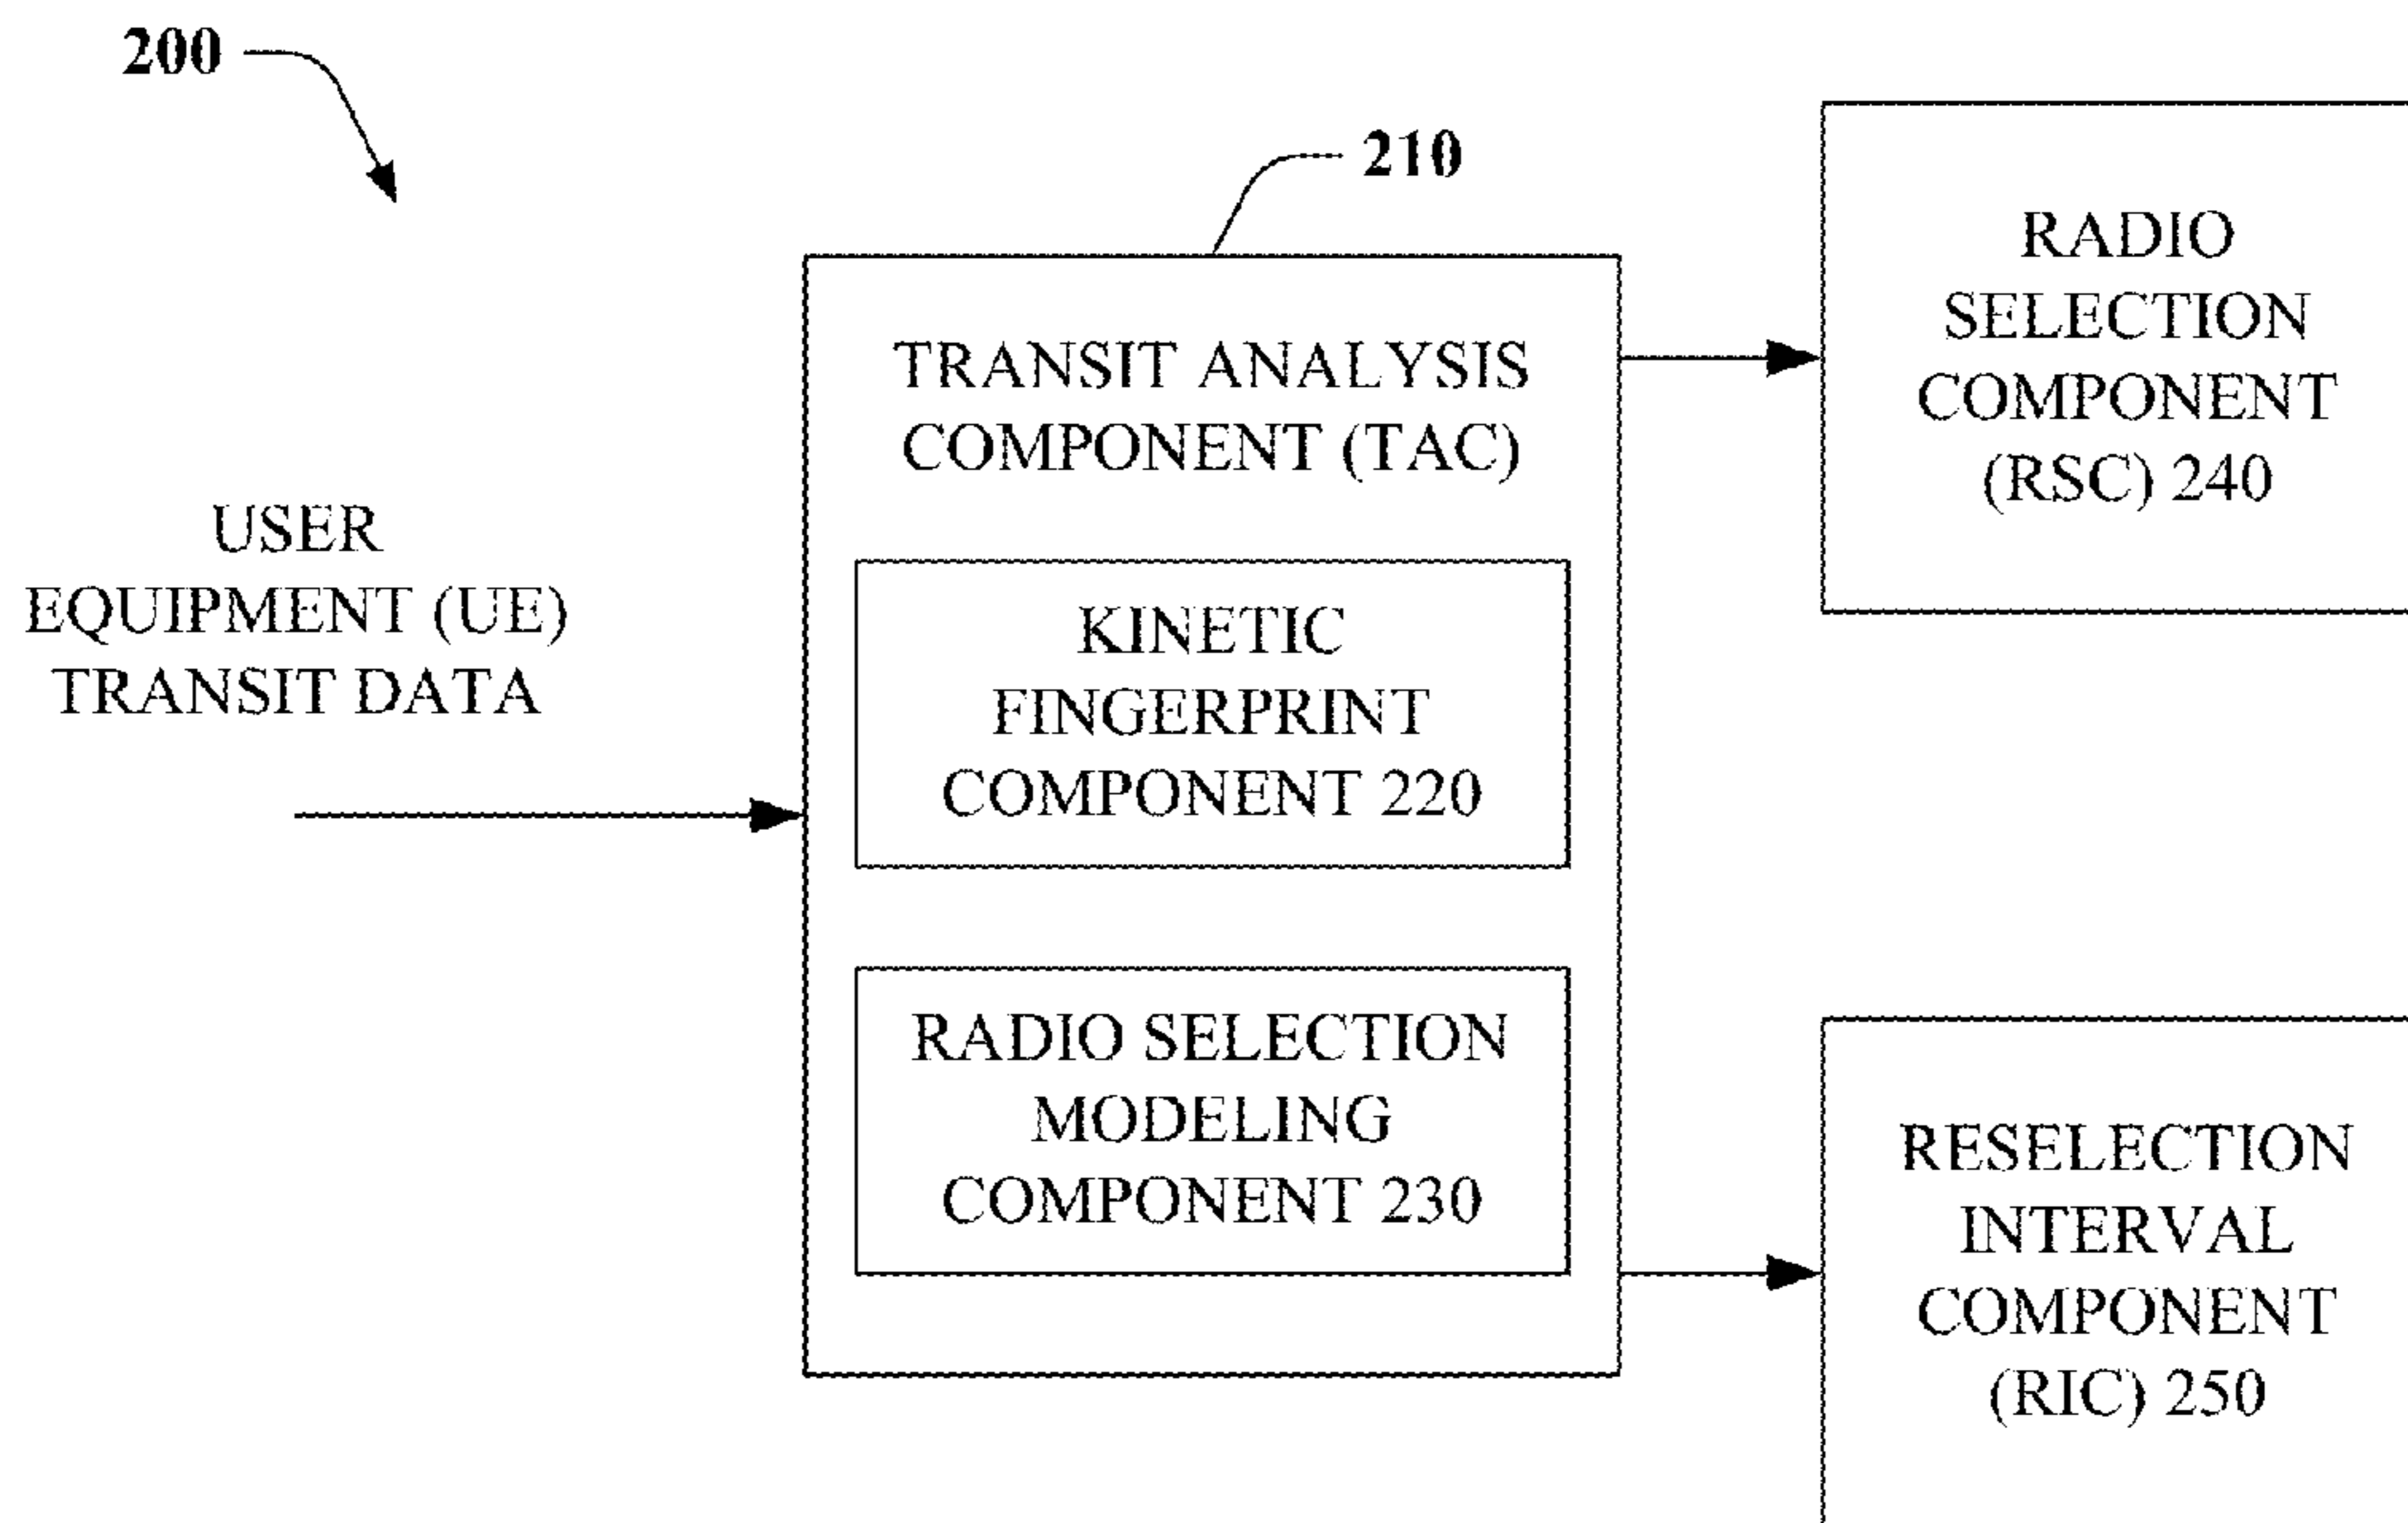 200
210
USER
EQUIPMENT (UE)
TRANSIT DATA
TRANSIT ANALYSIS
COMPONENT (TAC)
KINETIC
FINGERPRINT
COMPONENT 220
RADIO SELECTION
MODELING
COMPONENT 230
RADIO
SELECTION
COMPONENT
(RSC) 240
RESELECTION
INTERVAL
COMPONENT
(RIC) 250